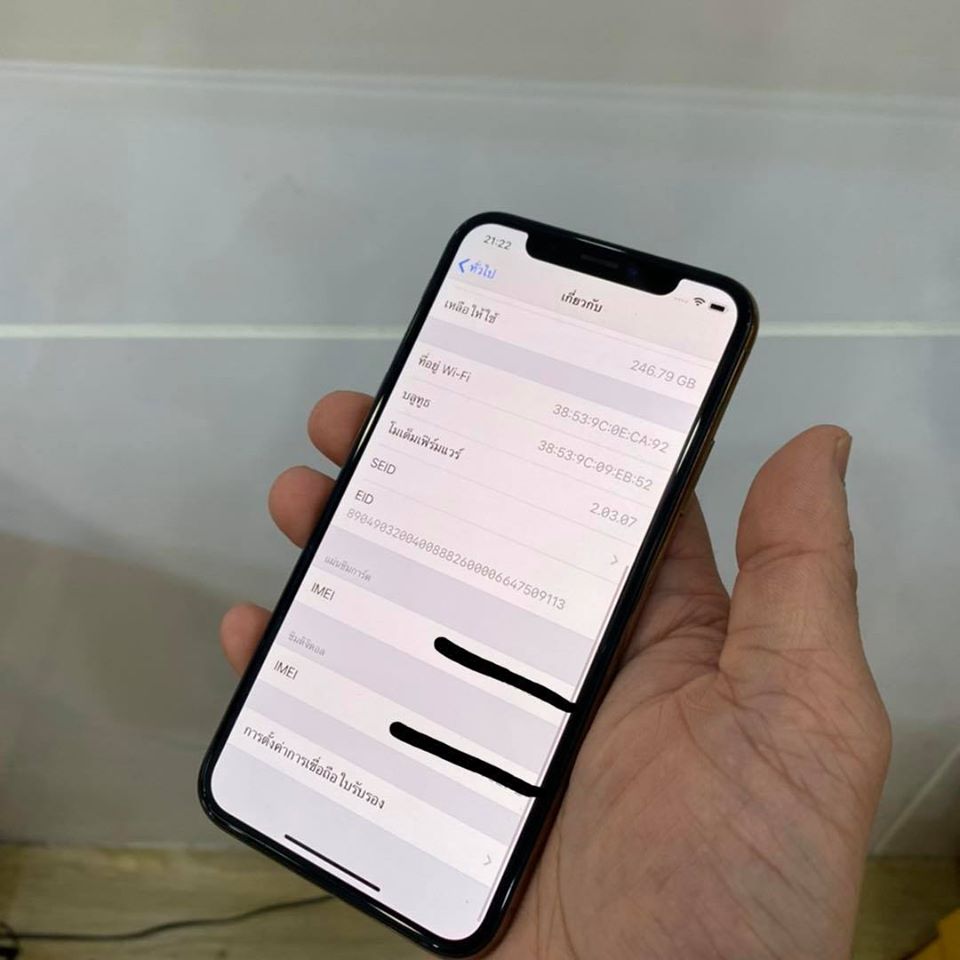 21:22
ทั่วไป
เกี่ยวกับ
เหลือให้ใช้
246.79 GB
ที่อยู่ Wi-Fi
38:53:9C:0E:CA:92
บลูทูธ
38:53:9C:09:EB:52
โมเด็มเฟิร์มแวร์
2.03.07
SEID
EID
89049032004008882600006647509113
แผ่นซิมการ์ด
IMEI
ซิมดิจิตอล
IMEI
การตั้งค่าการเชื่อถือใบรับรอง